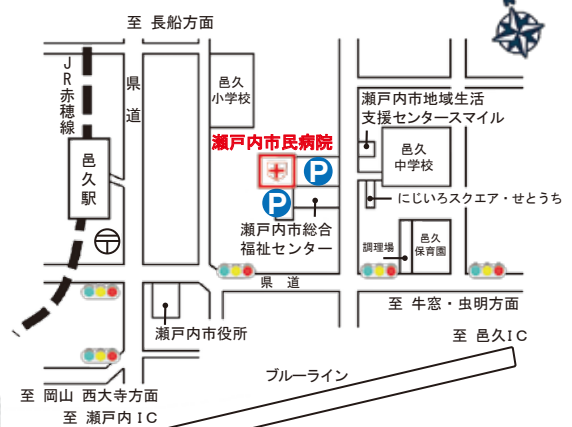 N
至 長船方面
JR赤穂線
県道
邑久
小学校
瀬戸内市地域生活
支援センタースマイル
瀬戸内市民病院
P
邑久
中学校
邑久駅
P
にじいろスクエア・せとうち
瀬戸内市総合
福祉センター
調理場
邑久
保育園
県 道
至 牛窓・虫明方面
瀬戸内市役所
至 邑久IC
ブルーライン
至 岡山 西大寺方面
至 瀬戸内 IC